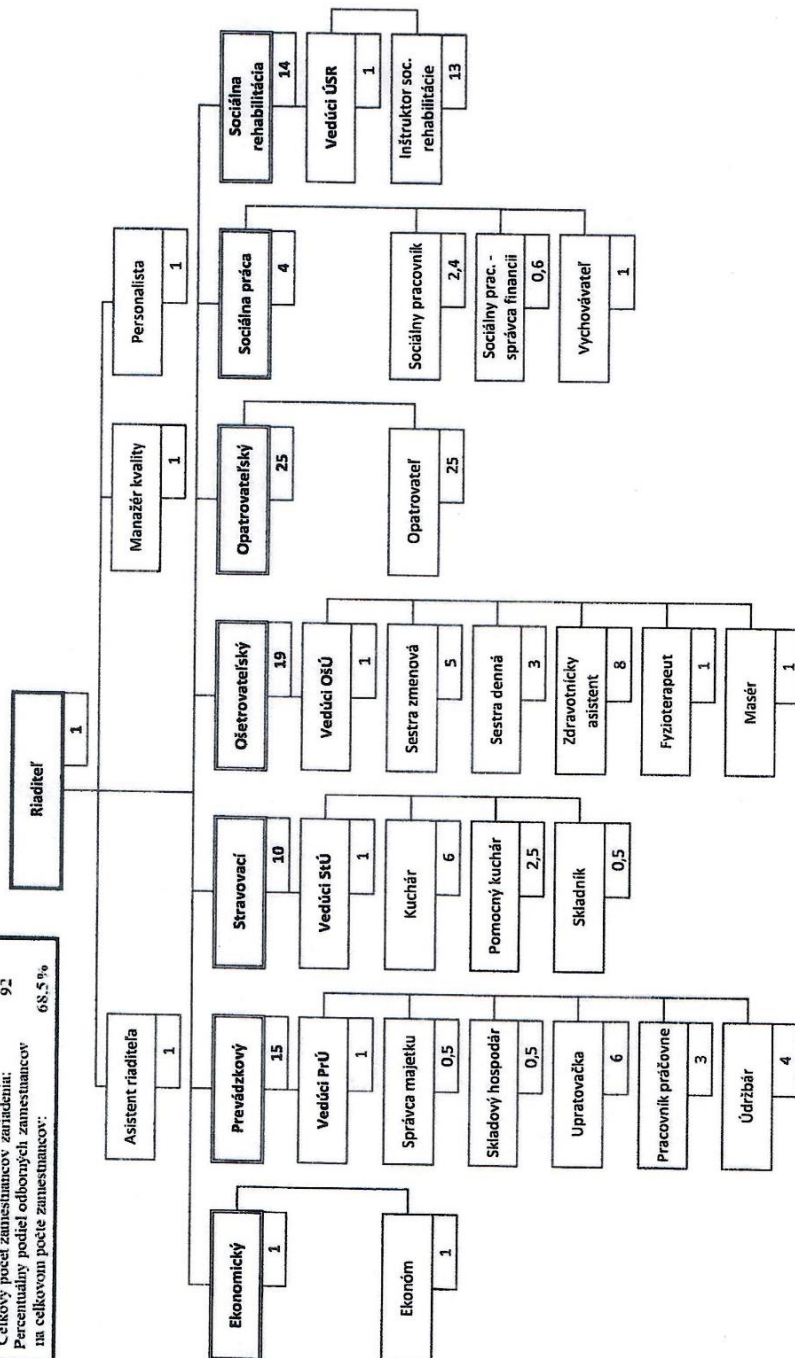 Celkový počet zamestnancov zariadenia: 92
Percentuálny podiel odborných zamestnancov
na celkovom počte zamestnancov: 68,5 %
Riaditeľ
1
Asistent riaditeľa
1
Manažér kvality
1
Personalista
1
Ekonomický
1
Ekonóm
1
Prevádzkový
15
Vedúci PrÚ
1
Správca majetku
0,5
Skladový hospodár
0,5
Upratovačka
6
Pracovník práčovne
3
Údržbár
4
Stravovací
10
Vedúci StÚ
1
Kuchár
6
Pomocný kuchár
2,5
Skladník
0,5
Ošetrovateľský
19
Vedúci OšÚ
1
Sestra zmenová
5
Sestra denná
3
Zdravotnícky
asistent
8
Fyzioterapeut
1
Masér
1
Opatrovateľský
25
Opatrovateľ
25
Sociálna práca
4
Sociálny pracovník
2,4
Sociálny prac. -
správca financii
0,6
Vychovávateľ
1
Sociálna
rehabilitácia
14
Vedúci ÚSR
1
Inštruktor soc.
rehabilitácie
13